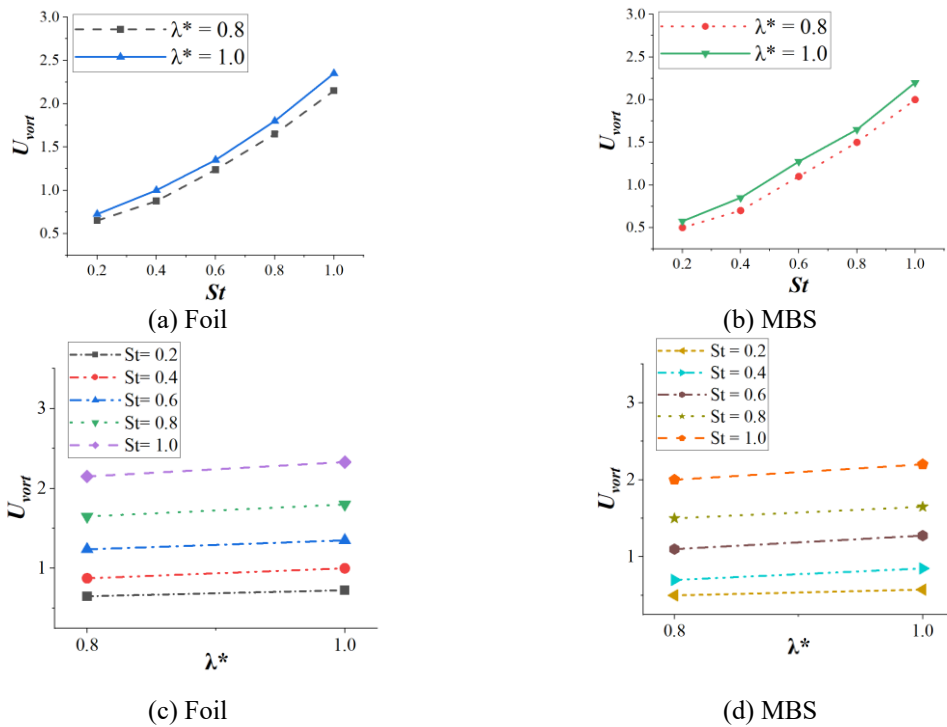 3.0
2.5
2.0
1.5
1.0
0.5
U_vort
λ* = 0.8
λ* = 1.0
0.2 0.4 0.6 0.8 1.0
St
(a) Foil
3.0
2.5
2.0
1.5
1.0
0.5
U_vort
λ* = 0.8
λ* = 1.0
0.2 0.4 0.6 0.8 1.0
St
(b) MBS
St= 0.2
St= 0.4
St= 0.6
St= 0.8
St= 1.0
3
2
1
U_vort
0.8 1.0
λ*
(c) Foil
St = 0.2
St = 0.4
St = 0.6
St = 0.8
St = 1.0
3
2
1
U_vort
0.8 1.0
λ*
(d) MBS